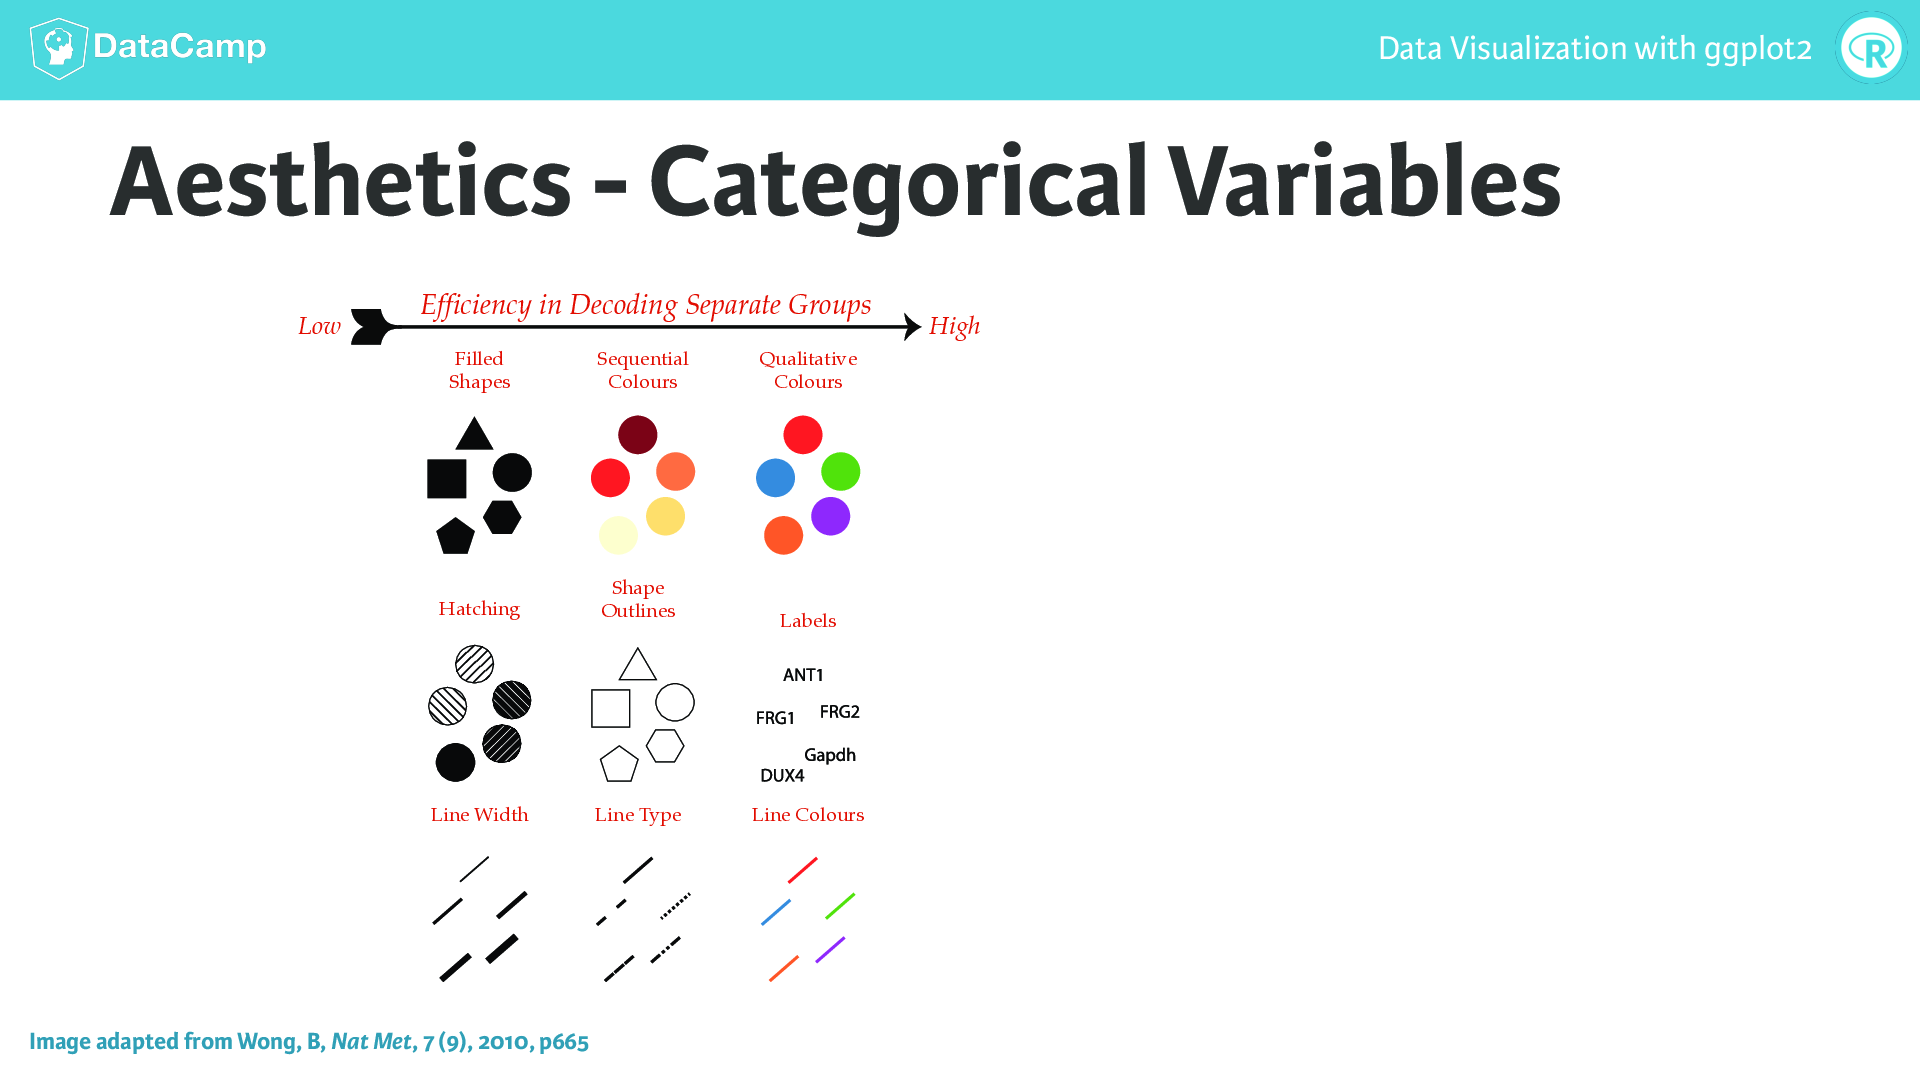 DataCamp
Data Visualization with ggplot2
R
Aesthetics - Categorical Variables
Efficiency in Decoding Separate Groups
Low
High
Filled
Shapes
Sequential
Colours
Qualitative
Colours
Hatching
Shape
Outlines
Labels
ANT1
FRG1
FRG2
Gapdh
DUX4
Line Width
Line Type
Line Colours
Image adapted from Wong, B, Nat Met, 7 (9), 2010, p665